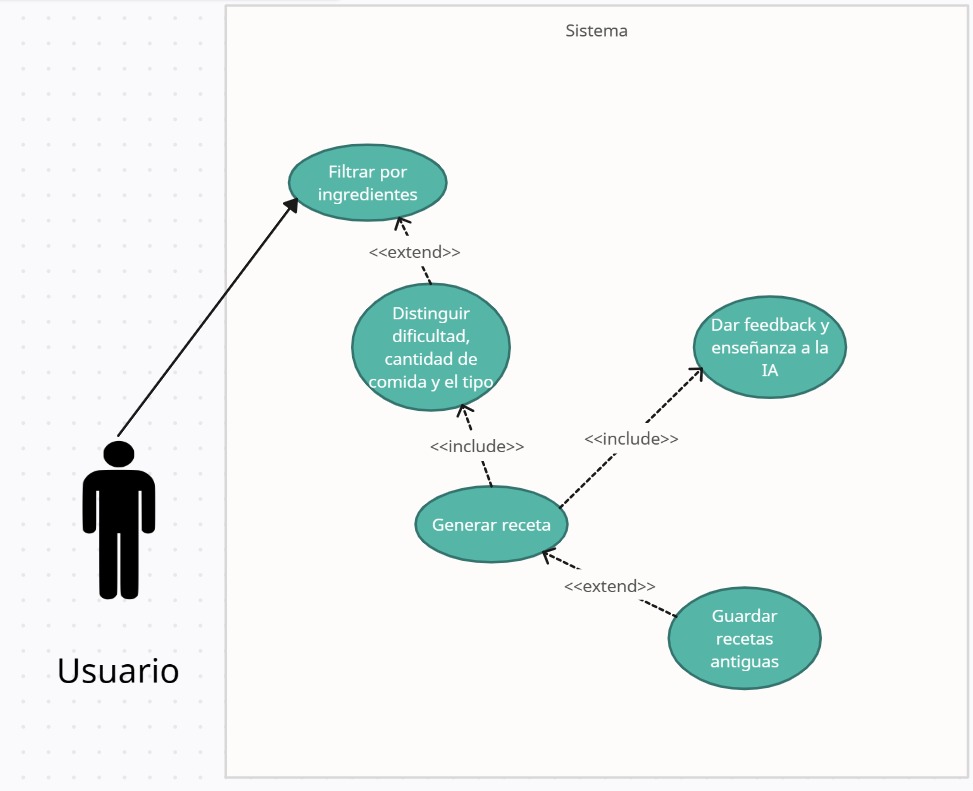 Sistema
Filtrar por
ingredientes
<<extend>>
Distinguir
dificultad,
cantidad de
comida y el tipo
Dar feedback y
enseñanza a la
IA
<<include>>
<<include>>
Generar receta
<<extend>>
Guardar
recetas
antiguas
Usuario